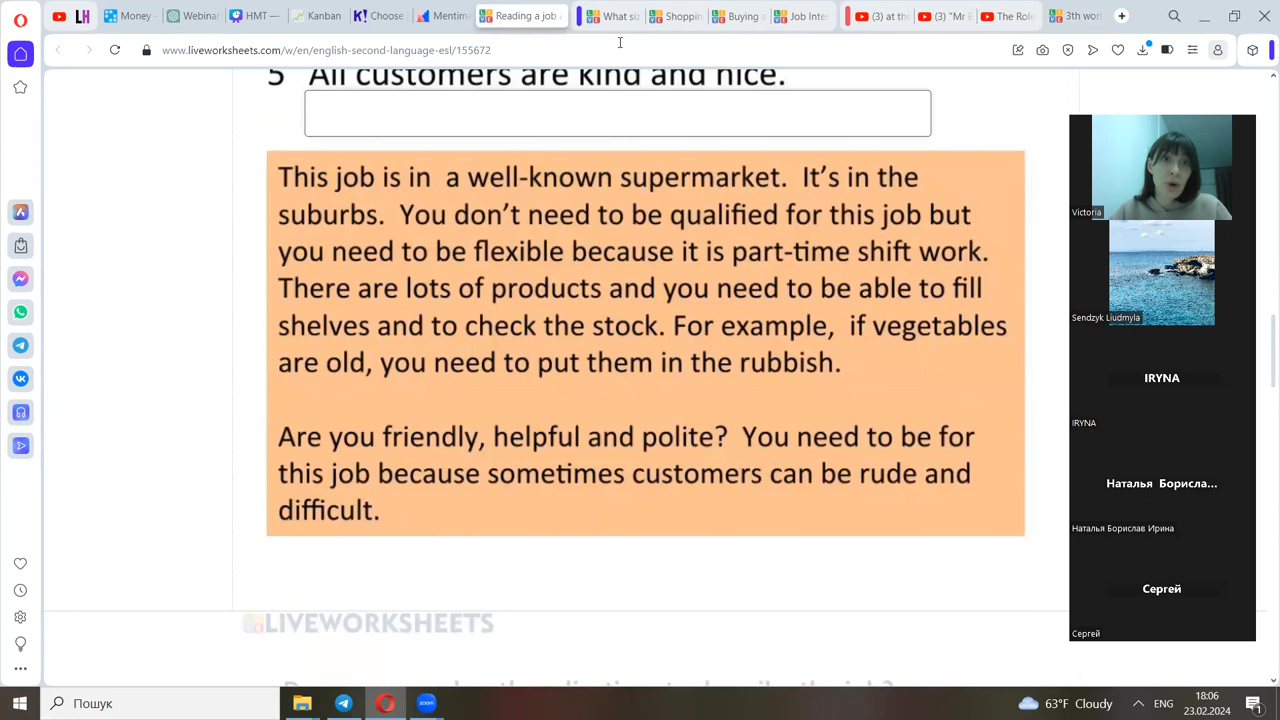 Money
Webinar
HMT —
Kanban
Choose
Mentim
Reading a job a
What siz
Shoppin
Buying a
Job Inter
(3) at the
(3) "Mr B
The Role
3th worl
www.liveworksheets.com/w/en/english-second-language-esl/155672
5 All customers are kind and nice.
This job is in a well-known supermarket. It's in the
suburbs. You don't need to be qualified for this job but
you need to be flexible because it is part-time shift work.
There are lots of products and you need to be able to fill
shelves and to check the stock. For example, if vegetables
are old, you need to put them in the rubbish.
Are you friendly, helpful and polite? You need to be for
this job because sometimes customers can be rude and
difficult.
LIVEWORKSHEETS
Victoria
Sendzyk Liudmyla
IRYNA
IRYNA
Наталья Борисла...
Наталья Борислав Ирина
Сергей
Сергей
Пошук
zoom
63°F Cloudy
ENG
18:06
23.02.2024
1